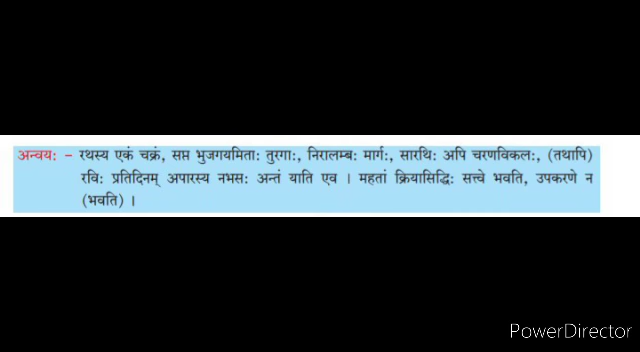 अन्वय: – रथस्य एकं चक्रं, सप्त भुजगयमिता: तुरगा:, निरालम्ब: मार्ग:, सारथि: अपि चरणविकल:, (तथापि)
रवि: प्रतिदिनम् अपारस्य नभस: अन्तं याति एव । महतां क्रियासिद्धि: सत्त्वे भवति, उपकरणे न
(भवति) ।
PowerDirector